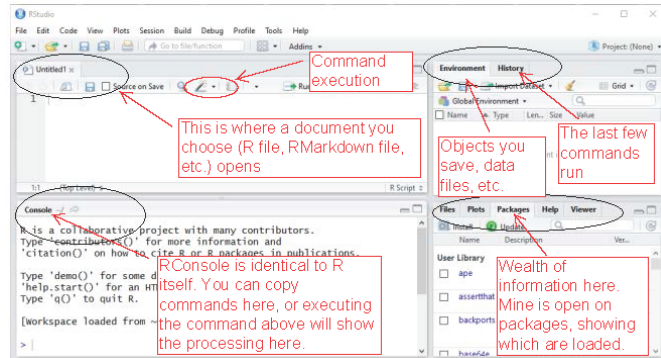 RStudio
File Edit Code View Plots Session Build Debug Profile Tools Help
Go to file/function Addins Project: (None)
Untitled1
Source on Save
Command
execution
1
This is where a document you
choose (R file, RMarkdown file,
etc.) opens
1:1 (Top Level) R Script
Environment History
Import Dataset Grid
Global Environment
Name Type Len... Size Value
Objects you
save, data
files, etc.
The last few
commands
run
Console
R is a collaborative project with many contributors.
Type 'contributors()' for more information and
'citation()' on how to cite R or R packages in publications.
Type 'demo()' for some d
'help.start()' for an HT
Type 'q()' to quit R.
[Workspace loaded from ~
>
RConsole is identical to R
itself. You can copy
commands here, or executing
the command above will show
the processing here.
Files Plots Packages Help Viewer
Install Update
Name Description Ver...
User Library
ape
assertthat
backports
base64e
Wealth of
information here.
Mine is open on
packages, showing
which are loaded.